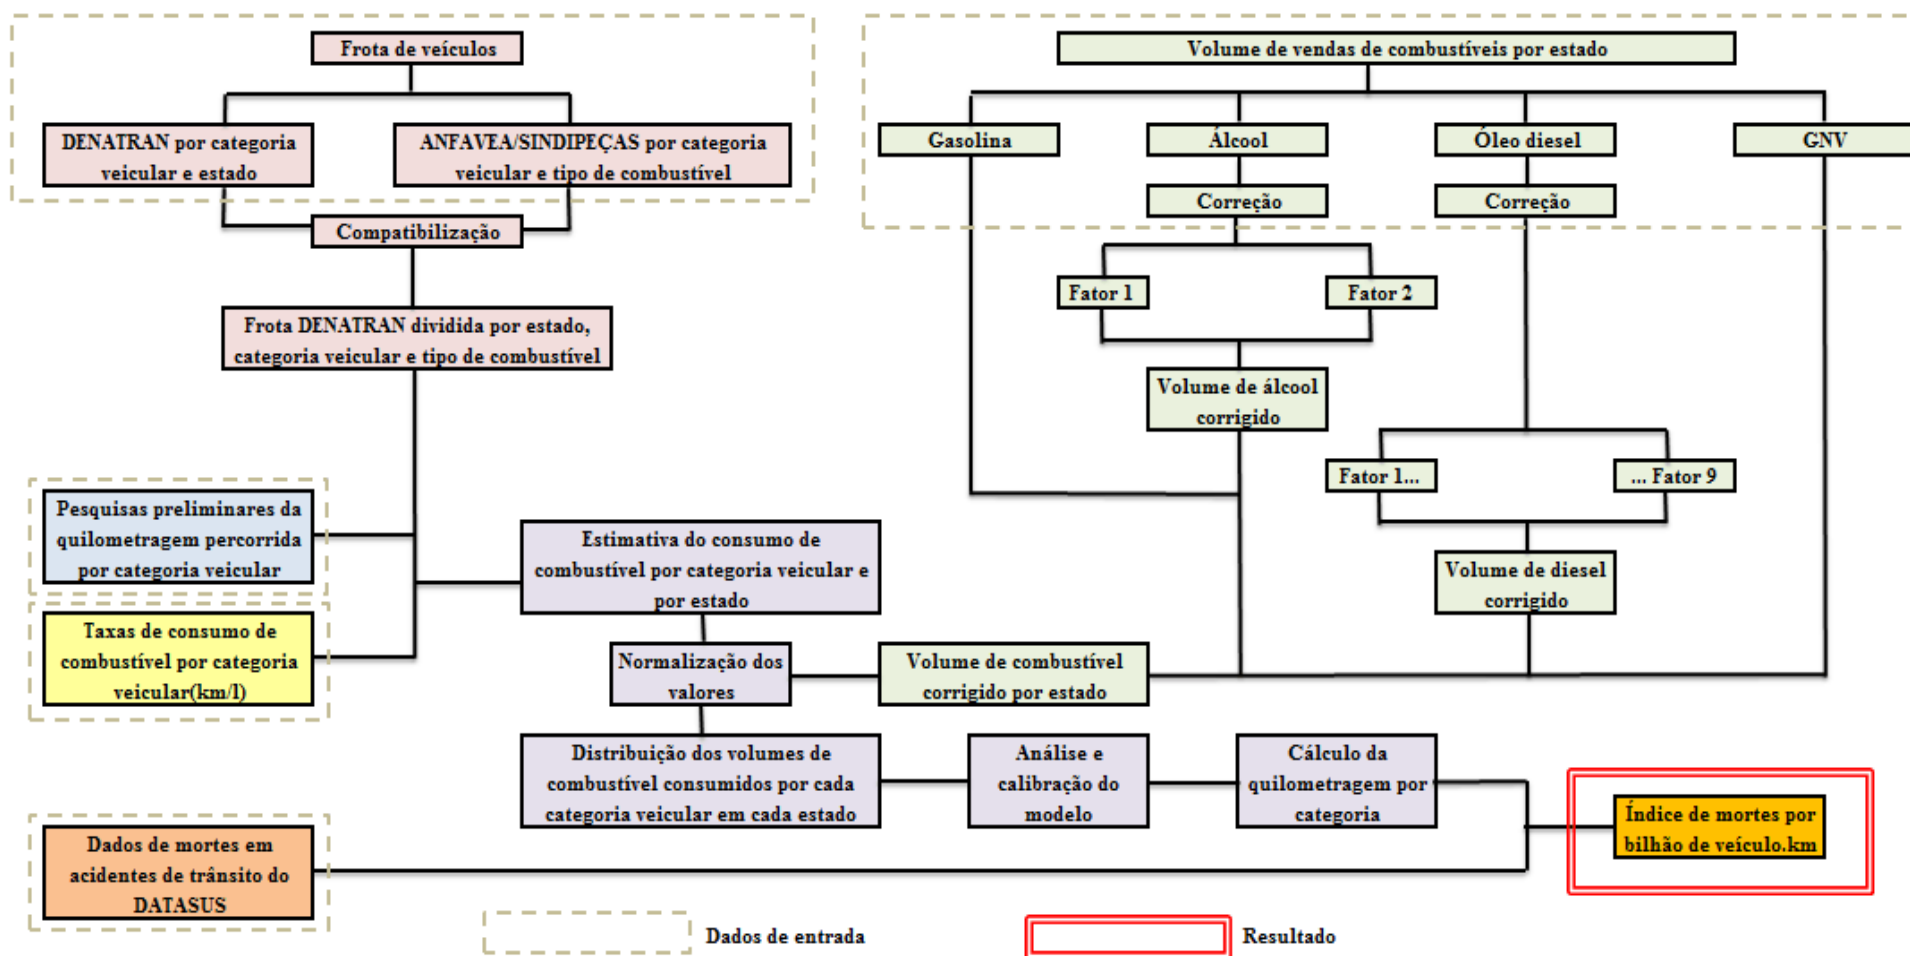 Frota de veículos
DENATRAN por categoria
veicular e estado
ANFAVEA/SINDIPEÇAS por categoria
veicular e tipo de combustível
Compatibilização
Frota DENATRAN dividida por estado,
categoria veicular e tipo de combustível
Volume de vendas de combustíveis por estado
Gasolina
Álcool
Óleo diesel
GNV
Correção
Correção
Fator 1
Fator 2
Volume de álcool
corrigido
Fator 1...
... Fator 9
Volume de diesel
corrigido
Pesquisas preliminares da
quilometragem percorrida
por categoria veicular
Taxas de consumo de
combustível por categoria
veicular(km/l)
Estimativa do consumo de
combustível por categoria veicular e
por estado
Normalização dos
valores
Volume de combustível
corrigido por estado
Distribuição dos volumes de
combustível consumidos por cada
categoria veicular em cada estado
Análise e
calibração do
modelo
Cálculo da
quilometragem por
categoria
Índice de mortes por
bilhão de veículo.km
Dados de mortes em
acidentes de trânsito do
DATASUS
Dados de entrada
Resultado